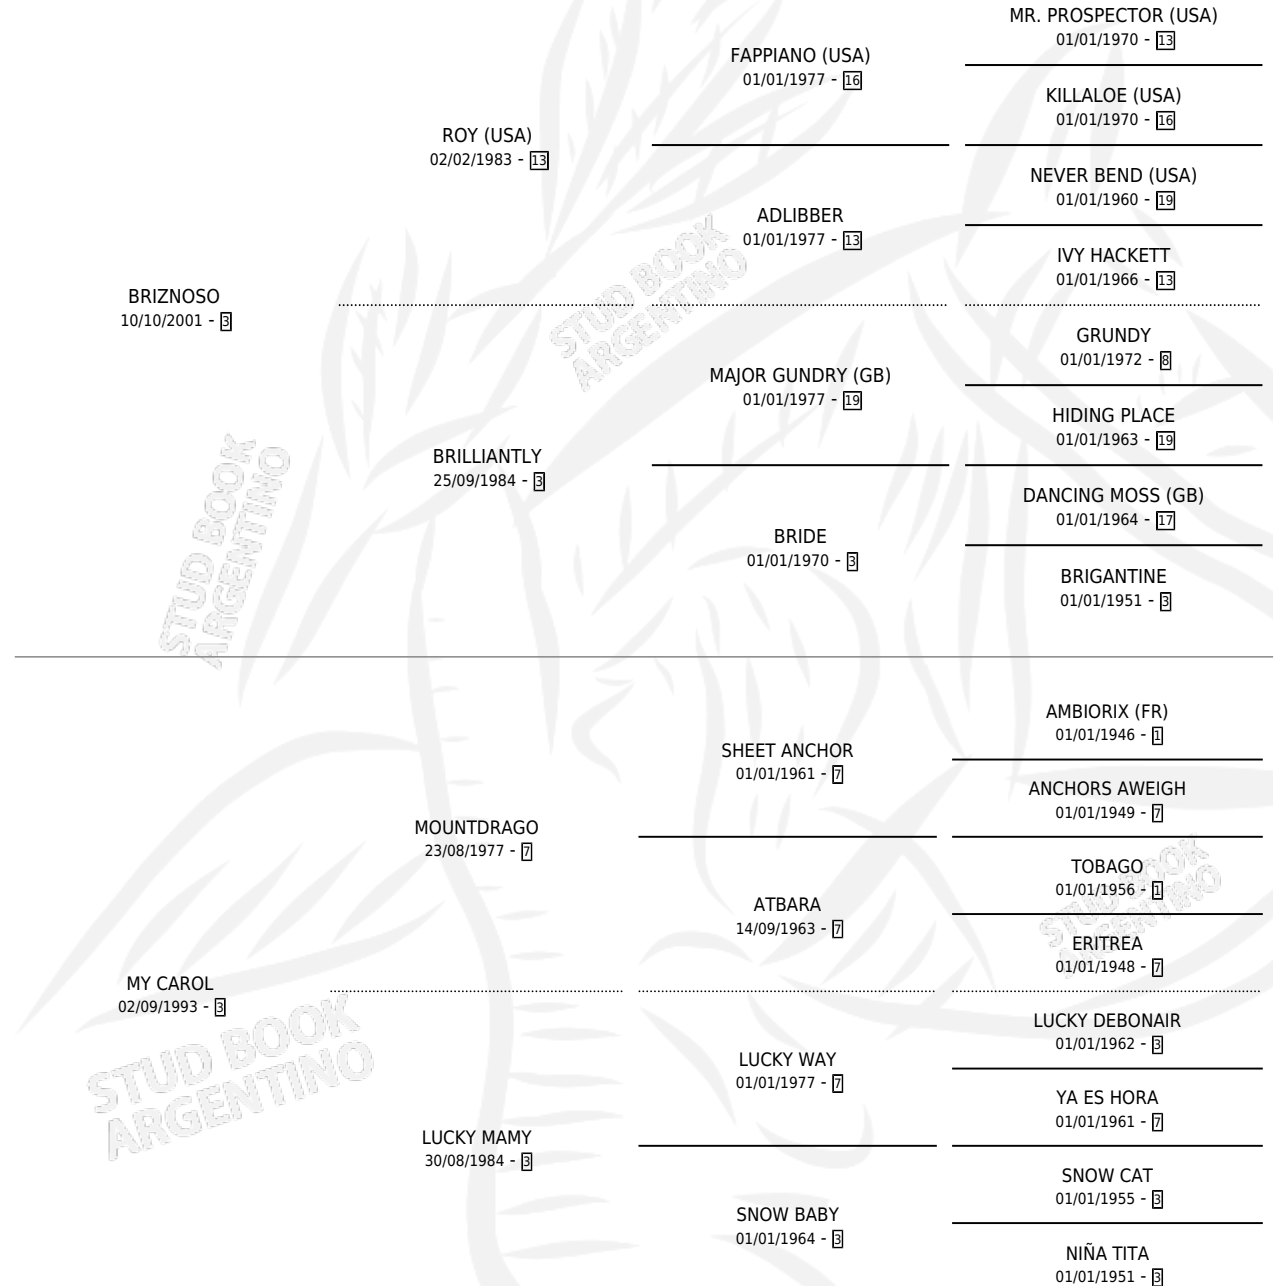 MR. PROSPECTOR (USA)
01/01/1970 - 13
FAPPIANO (USA)
01/01/1977 - 16
KILLALOE (USA)
01/01/1970 - 16
ROY (USA)
02/02/1983 - 13
NEVER BEND (USA)
01/01/1960 - 19
ADLIBBER
01/01/1977 - 13
IVY HACKETT
01/01/1966 - 13
BRIZNOSO
10/10/2001 - 3
STUD BOOK
ARGENTINO
GRUNDY
01/01/1972 - 8
MAJOR GUNDRY (GB)
01/01/1977 - 19
HIDING PLACE
01/01/1963 - 19
BRILLIANTLY
25/09/1984 - 3
DANCING MOSS (GB)
01/01/1964 - 17
BRIDE
01/01/1970 - 3
BRIGANTINE
01/01/1951 - 3
STUD BOOK
ARGENTINO
AMBIORIX (FR)
01/01/1946 - 1
SHEET ANCHOR
01/01/1961 - 7
ANCHORS AWEIGH
01/01/1949 - 7
MOUNTDRAGO
23/08/1977 - 7
TOBAGO
01/01/1956 - 1
ATBARA
14/09/1963 - 7
ERITREA
01/01/1948 - 7
STUD BOOK
ARGENTINO
MY CAROL
02/09/1993 - 3
LUCKY DEBONAIR
01/01/1962 - 3
LUCKY WAY
01/01/1977 - 7
YA ES HORA
01/01/1961 - 7
STUD BOOK
ARGENTINO
LUCKY MAMY
30/08/1984 - 3
SNOW CAT
01/01/1955 - 3
SNOW BABY
01/01/1964 - 3
NIÑA TITA
01/01/1951 - 3